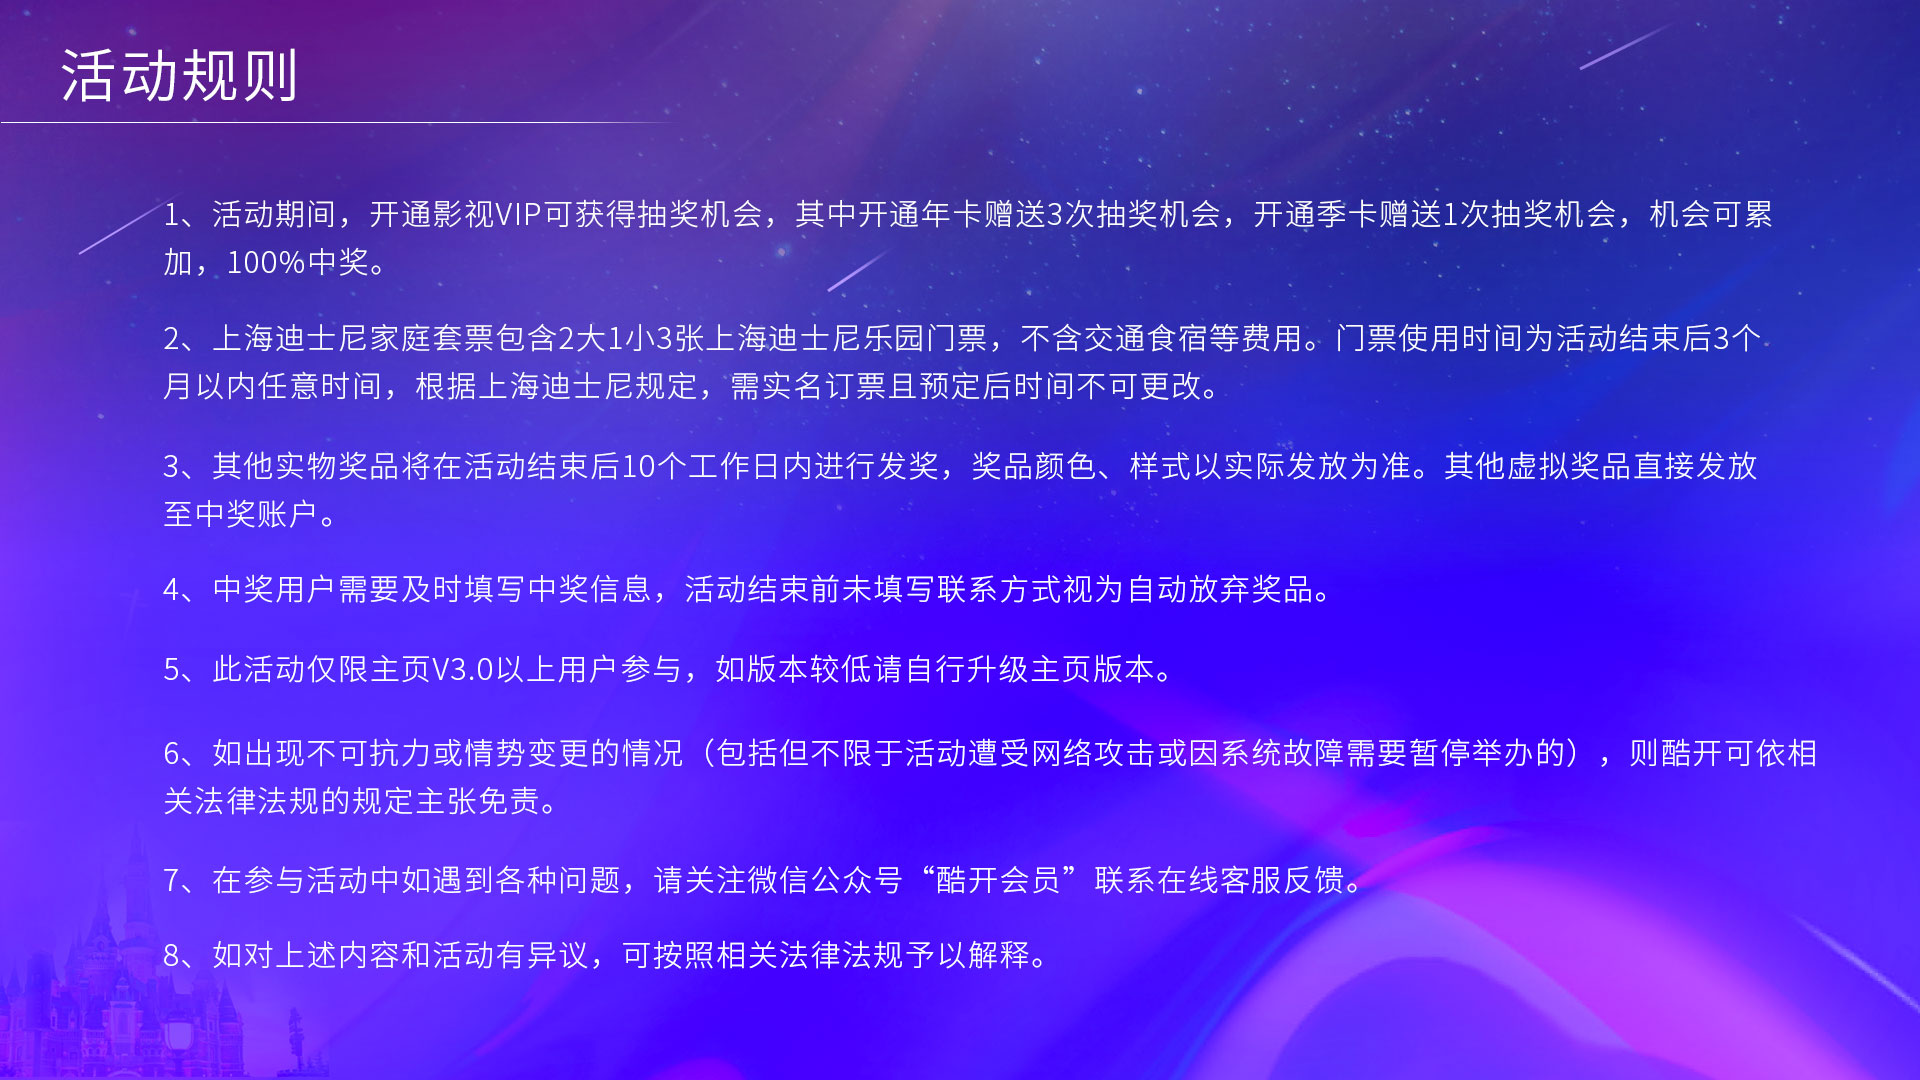 活动规则
1、活动期间，开通影视VIP可获得抽奖机会，其中开通年卡赠送3次抽奖机会，开通季卡赠送1次抽奖机会，机会可累
加，100%中奖。
2、上海迪士尼家庭套票包含2大1小3张上海迪士尼乐园门票，不含交通食宿等费用。门票使用时间为活动结束后3个
月以内任意时间，根据上海迪士尼规定，需实名订票且预定后时间不可更改。
3、其他实物奖品将在活动结束后10个工作日内进行发奖，奖品颜色、样式以实际发放为准。其他虚拟奖品直接发放
至中奖账户。
4、中奖用户需要及时填写中奖信息，活动结束前未填写联系方式视为自动放弃奖品。
5、此活动仅限主页V3.0以上用户参与，如版本较低请自行升级主页版本。
6、如出现不可抗力或情势变更的情况（包括但不限于活动遭受网络攻击或因系统故障需要暂停举办的），则酷开可依相
关法律法规的规定主张免责。
7、在参与活动中如遇到各种问题，请关注微信公众号“酷开会员”联系在线客服反馈。
8、如对上述内容和活动有异议，可按照相关法律法规予以解释。